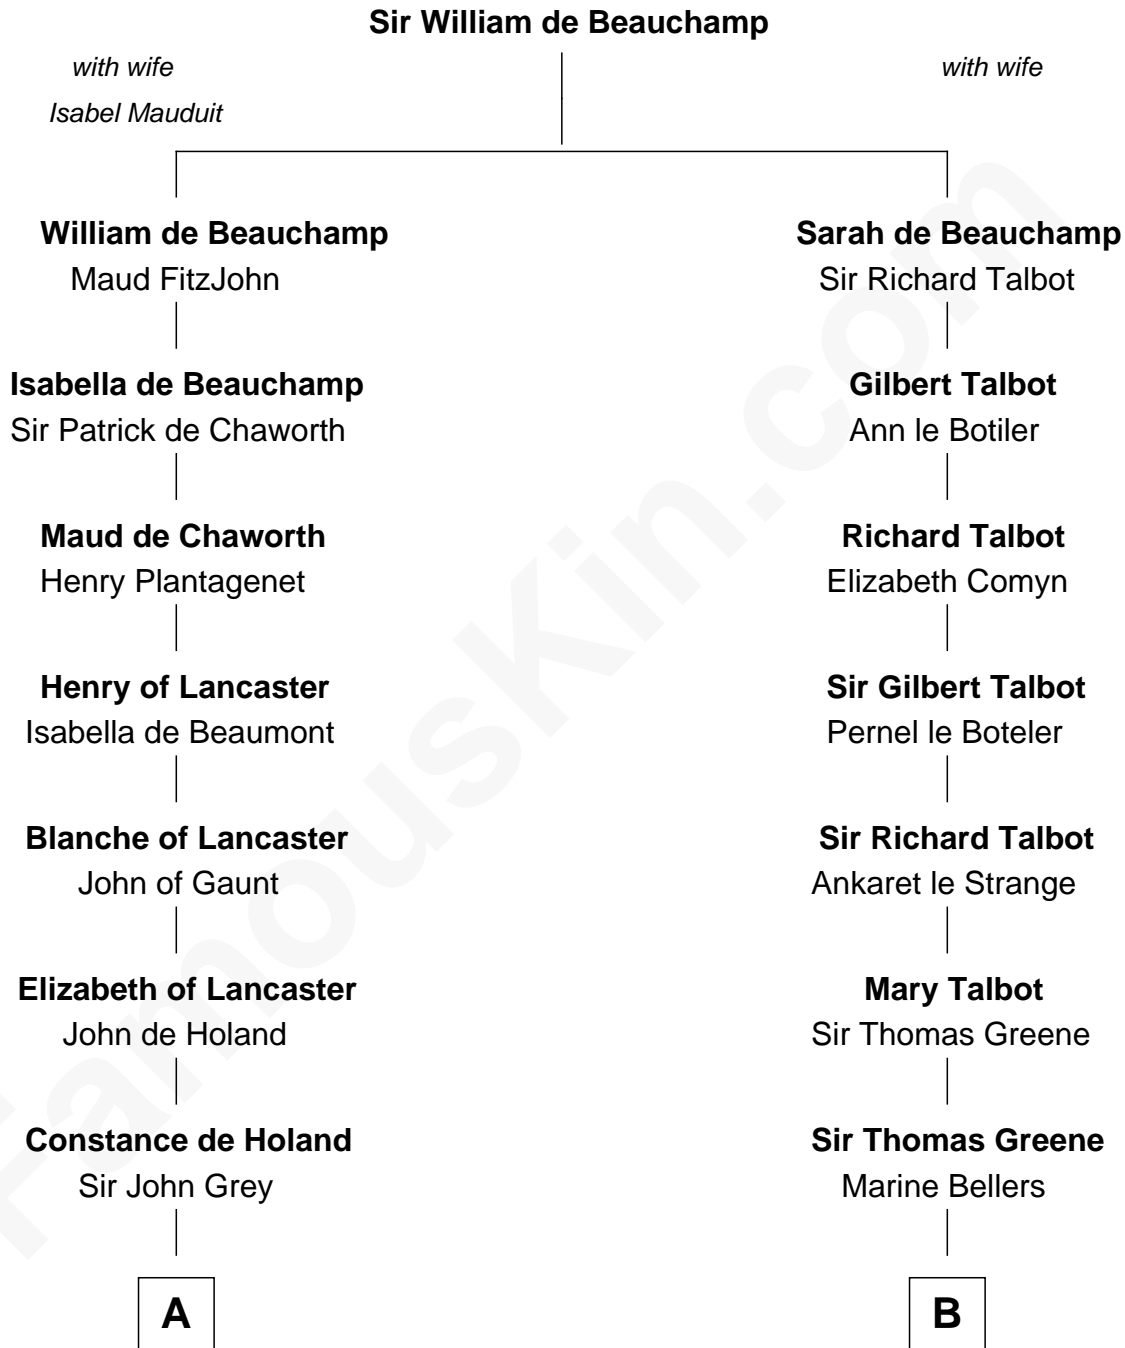 Sir William de Beauchamp
with wife
Isabel Mauduit
with wife
William de Beauchamp
Maud FitzJohn
Sarah de Beauchamp
Sir Richard Talbot
Isabella de Beauchamp
Sir Patrick de Chaworth
Gilbert Talbot
Ann le Botiler
Maud de Chaworth
Henry Plantagenet
Richard Talbot
Elizabeth Comyn
Henry of Lancaster
Isabella de Beaumont
Sir Gilbert Talbot
Pernel le Boteler
Blanche of Lancaster
John of Gaunt
Sir Richard Talbot
Ankaret le Strange
Elizabeth of Lancaster
John de Holand
Mary Talbot
Sir Thomas Greene
Constance de Holand
Sir John Grey
Sir Thomas Greene
Marine Bellers
A
B
FamousKin.com